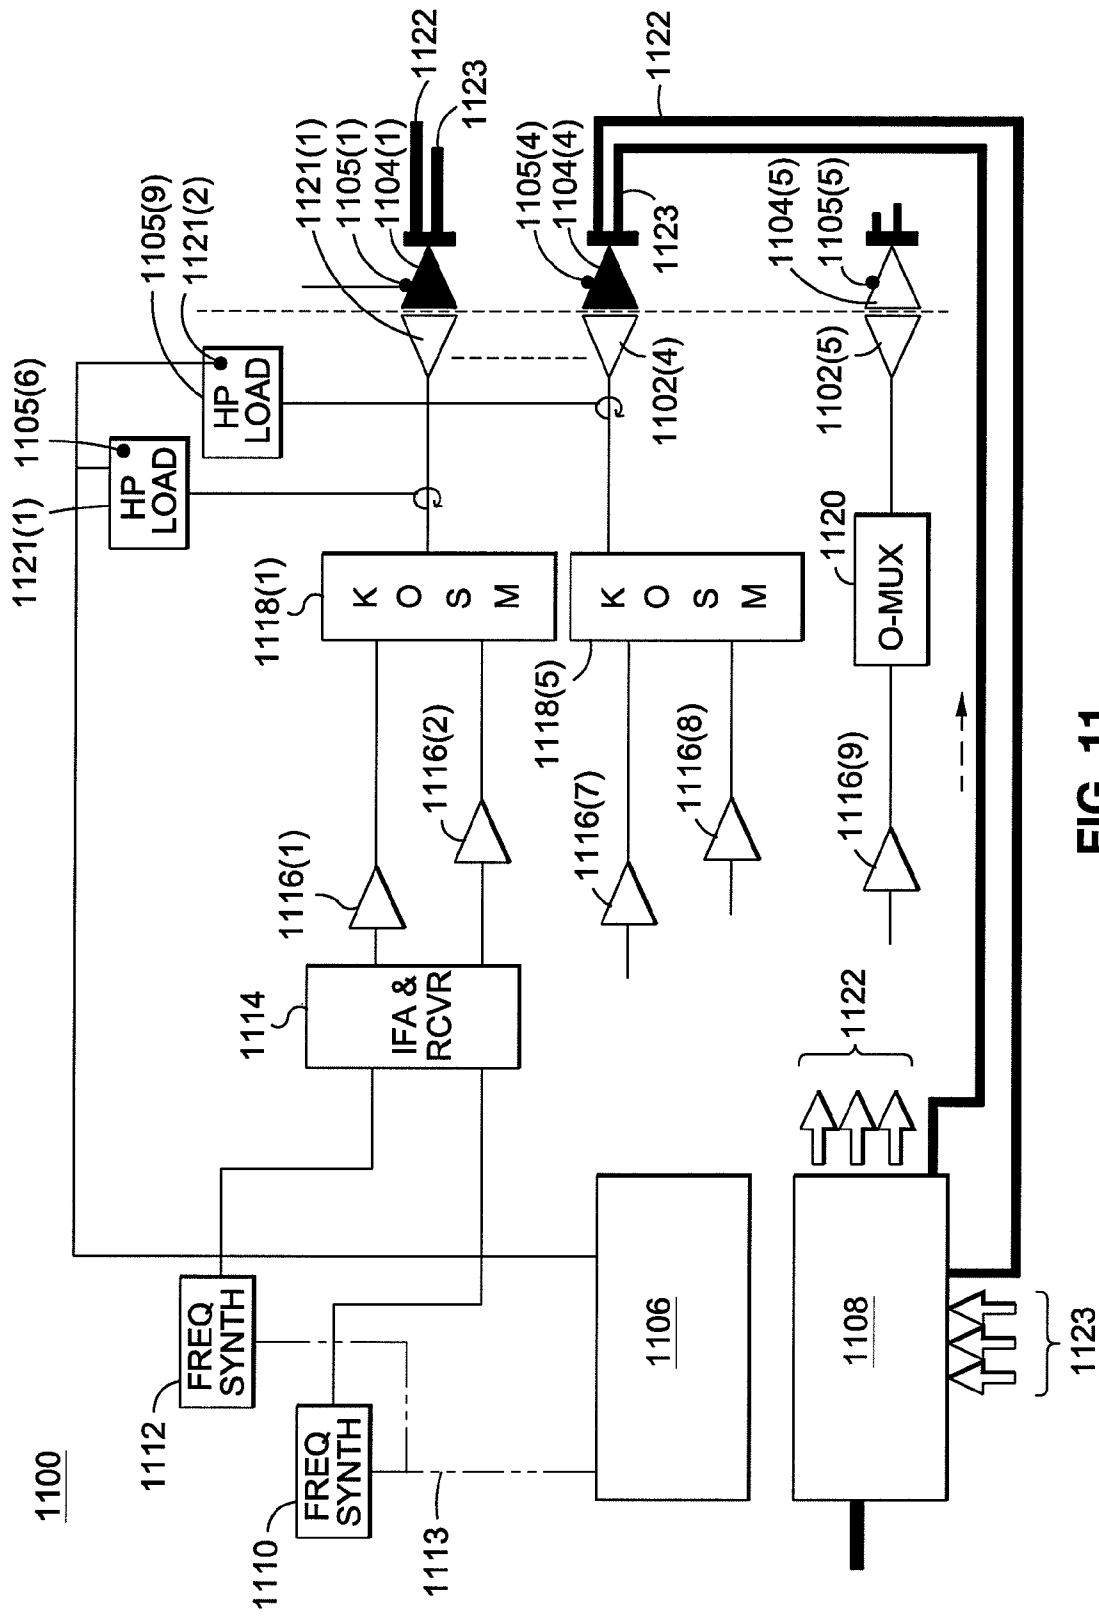 1100
1112
FREQ
SYNTH
1110
FREQ
SYNTH
1113
1106
1108
1123
1122
1114
IFA &
RCVR
1116(1)
1116(2)
1116(7)
1116(8)
1116(9)
1118(1)
K O S M
1118(5)
K O S M
1120
O-MUX
1121(1)
1105(6)
HP
LOAD
1105(9)
1121(2)
HP
LOAD
1121(1)
1105(1)
1104(1)
1122
1123
1102(4)
1105(4)
1104(4)
1123
1122
1102(5)
1104(5)
1105(5)
FIG. 11